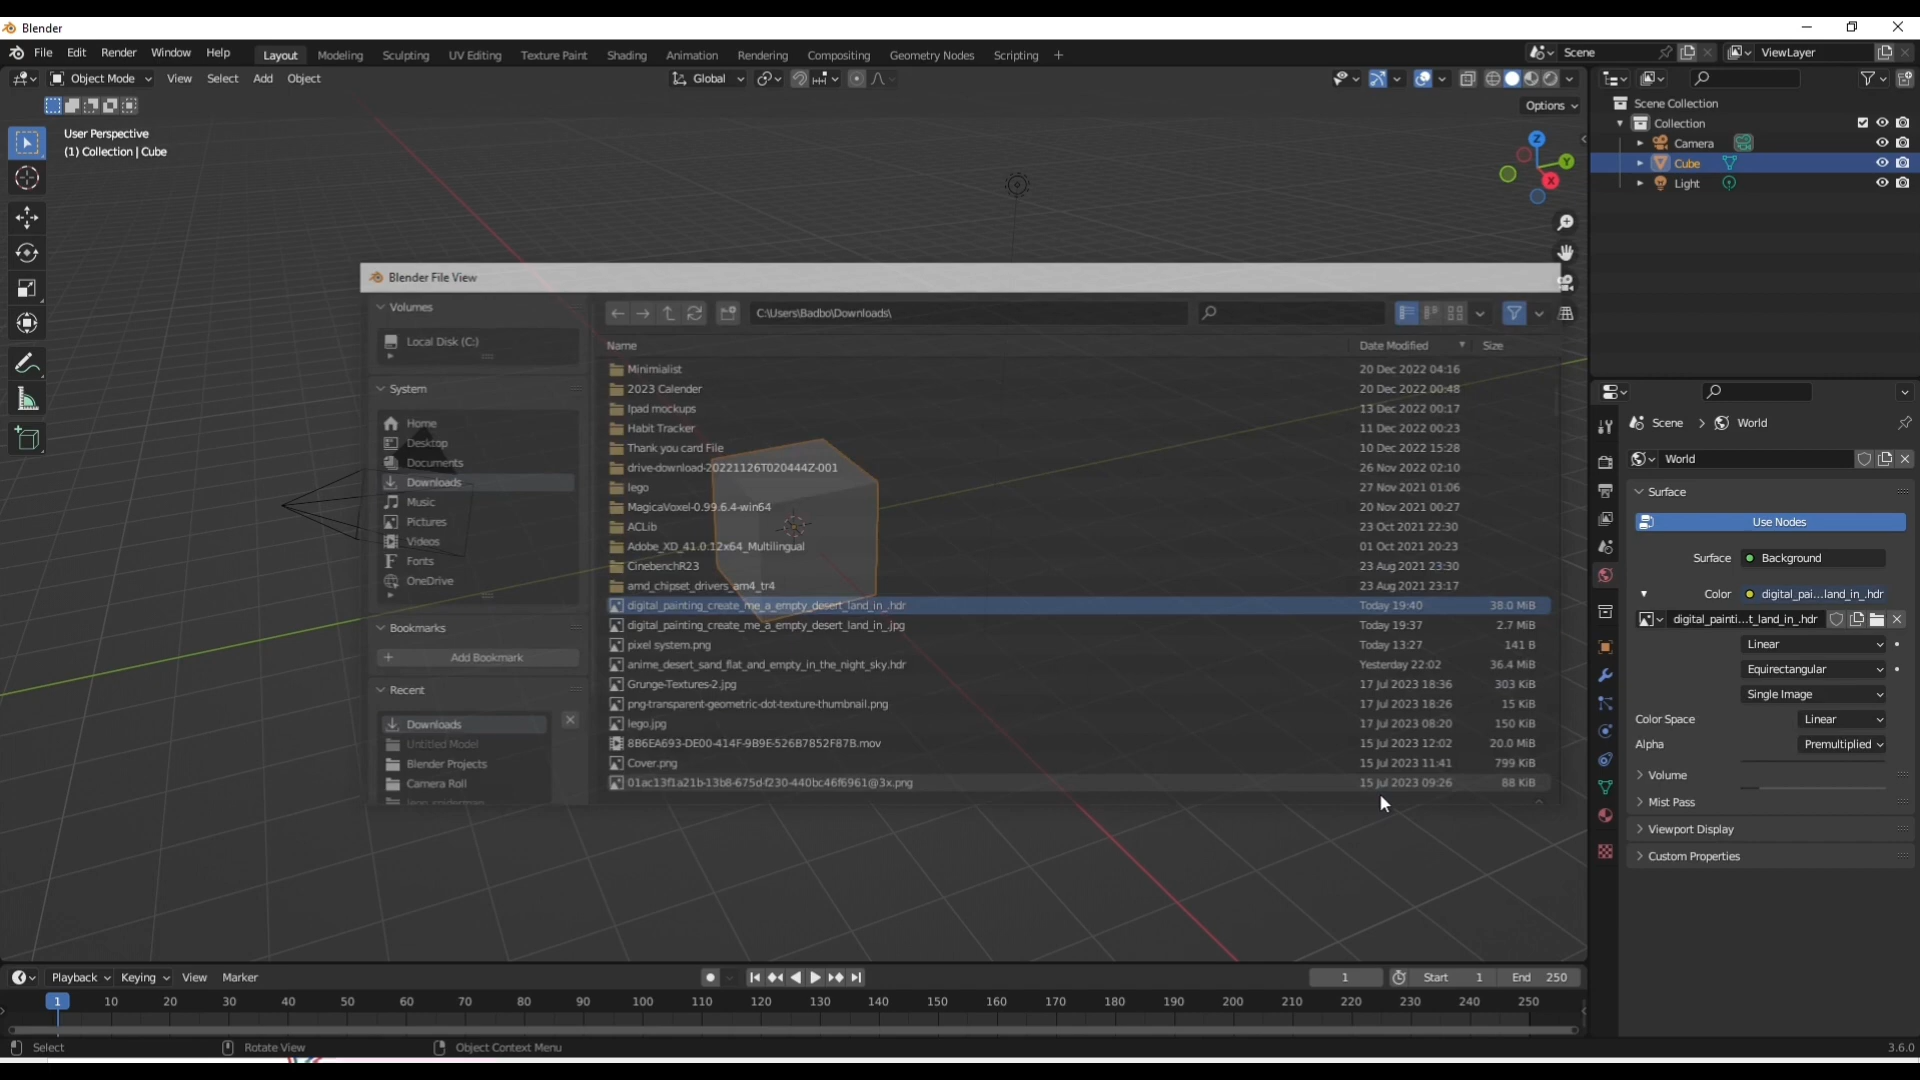 Blender
File Edit Render Window Help Layout Modeling Sculpting UV Editing Texture Paint Shading Animation Rendering Compositing Geometry Nodes Scripting + Scene ViewLayer
Object Mode View Select Add Object Global
Options
User Perspective
(1) Collection | Cube
Z
Y
X
Scene Collection
Collection
Camera
Cube
Light
Blender File View
Volumes
Local Disk (C:)
System
Home
Desktop
Documents
Downloads
Music
Pictures
Videos
Fonts
OneDrive
Bookmarks
Add Bookmark
Recent
Downloads
Untitled Model
Blender Projects
Camera Roll
C:\Users\Badbo\Downloads\
Name Date Modified Size
Minimialist 20 Dec 2022 04:16
2023 Calender 20 Dec 2022 00:48
Ipad mockups 13 Dec 2022 00:17
Habit Tracker 11 Dec 2022 00:23
Thank you card File 10 Dec 2022 15:28
drive-download-20221126T020444Z-001 26 Nov 2022 02:10
lego 27 Nov 2021 01:06
MagicaVoxel-0.99.6.4-win64 20 Nov 2021 00:27
ACLib 23 Oct 2021 22:30
Adobe_XD_41.0.12x64_Multilingual 01 Oct 2021 20:23
CinebenchR23 23 Aug 2021 23:30
amd_chipset_drivers_am4_tr4 23 Aug 2021 23:17
digital_painting_create_me_a_empty_desert_land_in_.hdr Today 19:40 38.0 MiB
digital_painting_create_me_a_empty_desert_land_in_.jpg Today 19:37 2.7 MiB
pixel system.png Today 13:27 141 B
anime_desert_sand_flat_and_empty_in_the_night_sky.hdr Yesterday 22:02 36.4 MiB
Grunge-Textures-2.jpg 17 Jul 2023 18:36 303 KiB
png-transparent-geometric-dot-texture-thumbnail.png 17 Jul 2023 18:26 15 KiB
lego.jpg 17 Jul 2023 08:20 150 KiB
8B6EA693-DE00-414F-9B9E-526B7852F87B.mov 15 Jul 2023 12:02 20.0 MiB
Cover.png 15 Jul 2023 11:41 799 KiB
01ac13f1a21b-13b8-675d-f230-440bc46f6961@3x.png 15 Jul 2023 09:26 88 KiB
Scene World
World
Surface
Use Nodes
Surface Background
Color digital_pai...land_in_.hdr
digital_painti...t_land_in_.hdr
Linear
Equirectangular
Single Image
Color Space Linear
Alpha Premultiplied
Volume
Mist Pass
Viewport Display
Custom Properties
Playback Keying View Marker 1 Start 1 End 250
1 10 20 30 40 50 60 70 80 90 100 110 120 130 140 150 160 170 180 190 200 210 220 230 240 250
Select Rotate View Object Context Menu 3.6.0